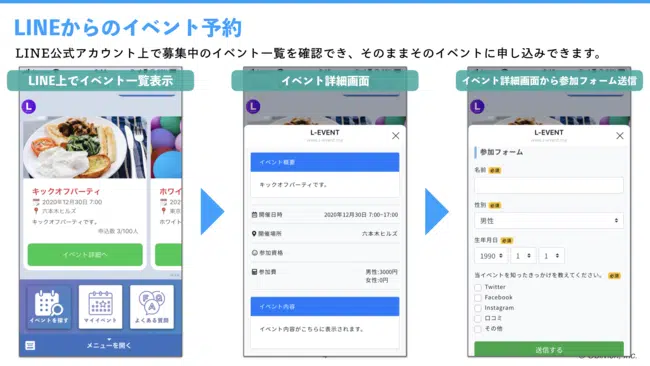 LINEからのイベント予約
LINE公式アカウント上で募集中のイベント一覧を確認でき、そのままそのイベントに申し込みできます。
LINE上でイベント一覧表示
L
キックオフパーティ
2020年12月30日 7:00
六本木ヒルズ
キックオフパーティです。
申込数 3/100人
イベント詳細へ
ホワイ
2020
東京
ホワイト
イベントを探す
マイイベント
よくある質問
メニューを開く
イベント詳細画面
L
L-EVENT
イベント概要
キックオフパーティです。
開催日時
2020年12月30日 7:00~17:00
開催場所
六本木ヒルズ
参加資格
参加費
男性:3000円
女性:0円
イベント内容
イベント内容がこちらに表示されます。
イベント詳細画面から参加フォーム送信
L
L-EVENT
参加フォーム
名前 必須
性別 必須
男性
生年月日 必須
1990
1
1
当イベントを知ったきっかけを教えてください。 必須
Twitter
Facebook
Instagram
口コミ
その他
送信する